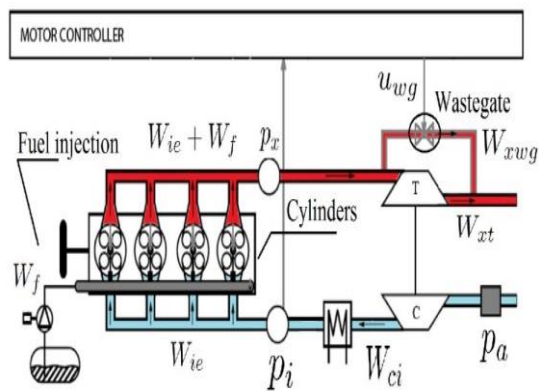 MOTOR CONTROLLER
u_wg
Wastegate
W_ie + W_f
p_x
W_xwg
Fuel injection
T
Cylinders
W_xt
W_f
C
W_ie
p_i
W_ci
p_a